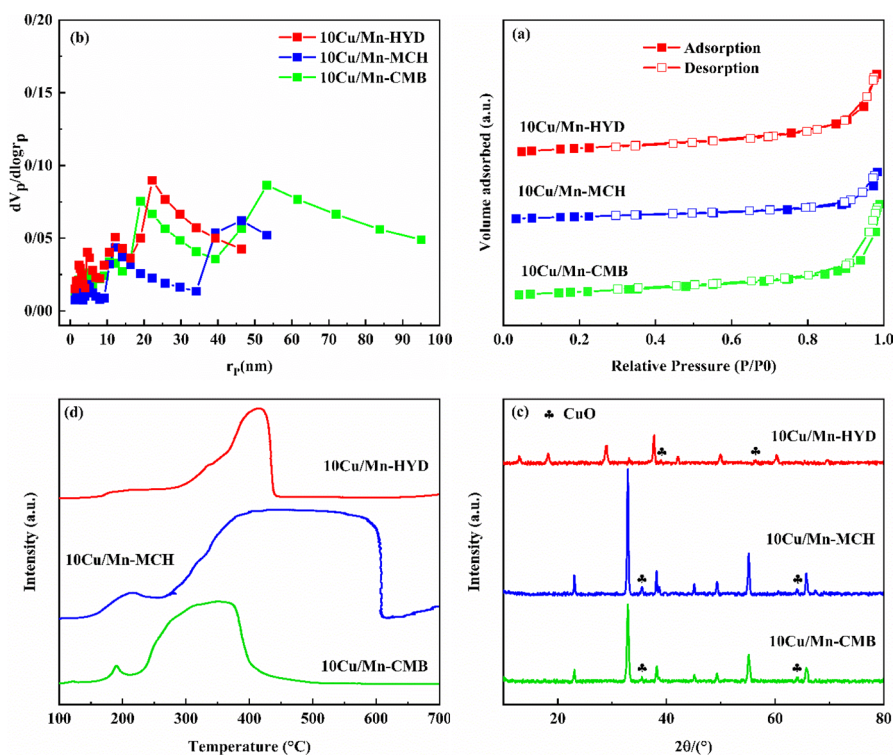 (b)
10Cu/Mn-HYD
10Cu/Mn-MCH
10Cu/Mn-CMB
0/20
0/15
0/10
0/05
0/00
dVp/dlogrp
0 10 20 30 40 50 60 70 80 90 100
rP(nm)
(a)
Adsorption
Desorption
10Cu/Mn-HYD
10Cu/Mn-MCH
10Cu/Mn-CMB
Volume adsorbed (a.u.)
0.0 0.2 0.4 0.6 0.8 1.0
Relative Pressure (P/P0)
(d)
10Cu/Mn-HYD
10Cu/Mn-MCH
10Cu/Mn-CMB
Intensity (a.u.)
100 200 300 400 500 600 700
Temperature (°C)
♣ CuO
(c)
10Cu/Mn-HYD
♣ ♣
10Cu/Mn-MCH
♣ ♣
10Cu/Mn-CMB
♣ ♣
Intensity (a.u.)
20 40 60 80
2θ/(°)